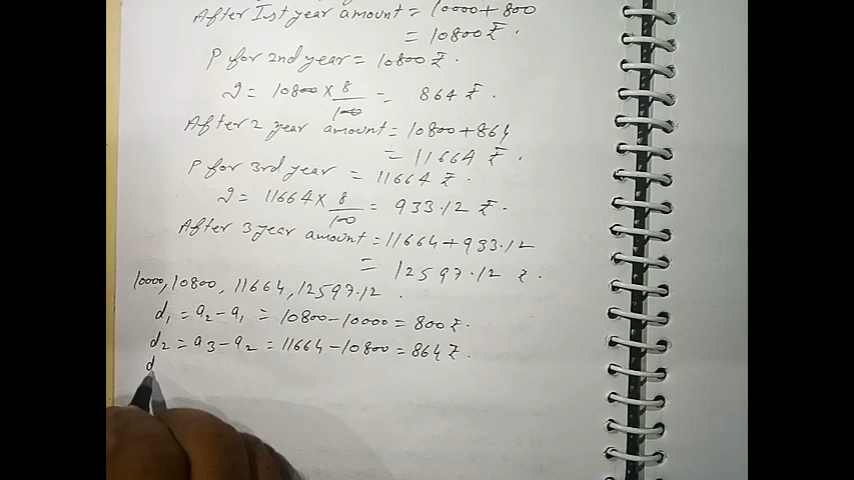 After Ist year amount = 10000 + 800
= 10800 ₹.
P for 2nd year = 10800 ₹.
I = 10800 × 8/100 = 864 ₹.
After 2 year amount = 10800 + 864
= 11664 ₹.
P for 3rd year = 11664 ₹.
I = 11664 × 8/100 = 933.12 ₹.
After 3 year amount = 11664 + 933.12
= 12597.12 ₹.
10000, 10800, 11664, 12597.12.
d₁ = a₂ - a₁ = 10800 - 10000 = 800 ₹.
d₂ = a₃ - a₂ = 11664 - 10800 = 864 ₹.
d